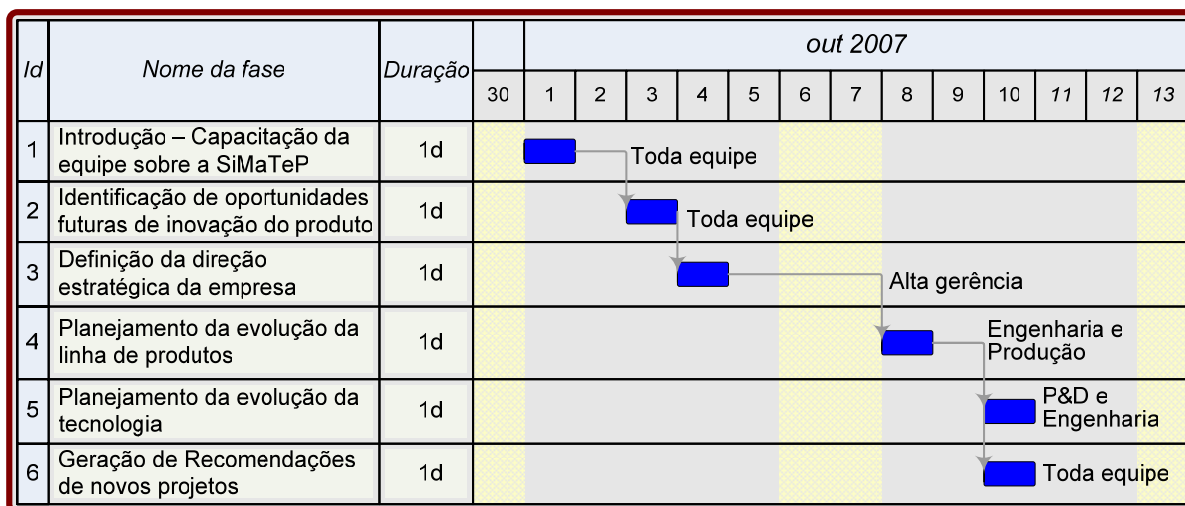 Id
Nome da fase
Duração
out 2007
30 1 2 3 4 5 6 7 8 9 10 11 12 13
1
Introdução – Capacitação da
equipe sobre a SiMaTeP
1d
Toda equipe
2
Identificação de oportunidades
futuras de inovação do produto
1d
Toda equipe
3
Definição da direção
estratégica da empresa
1d
Alta gerência
4
Planejamento da evolução da
linha de produtos
1d
Engenharia e
Produção
5
Planejamento da evolução da
tecnologia
1d
P&D e
Engenharia
6
Geração de Recomendações
de novos projetos
1d
Toda equipe